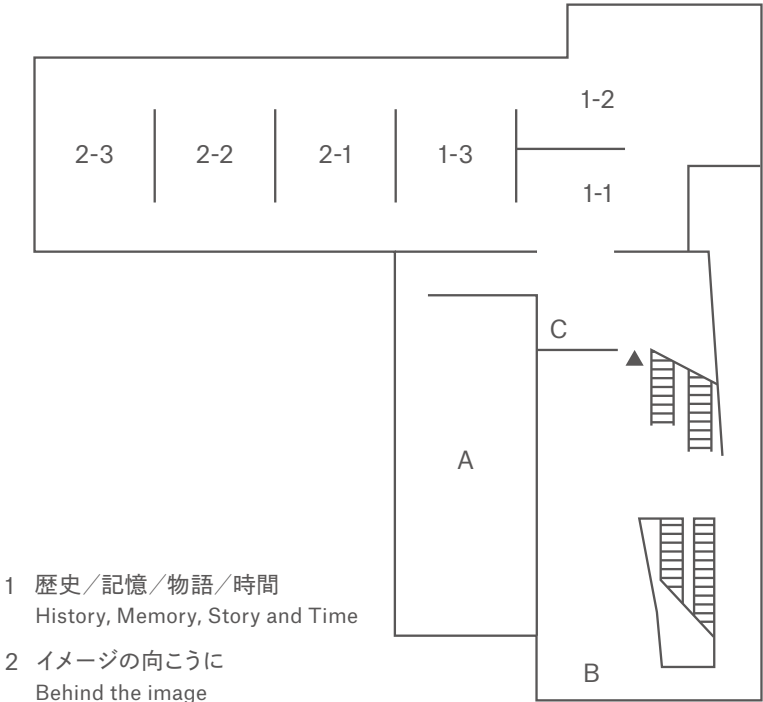 1-2
2-3
2-2
2-1
1-3
1-1
C
A
B
1 歴史／記憶／物語／時間
History, Memory, Story and Time
2 イメージの向こうに
Behind the image